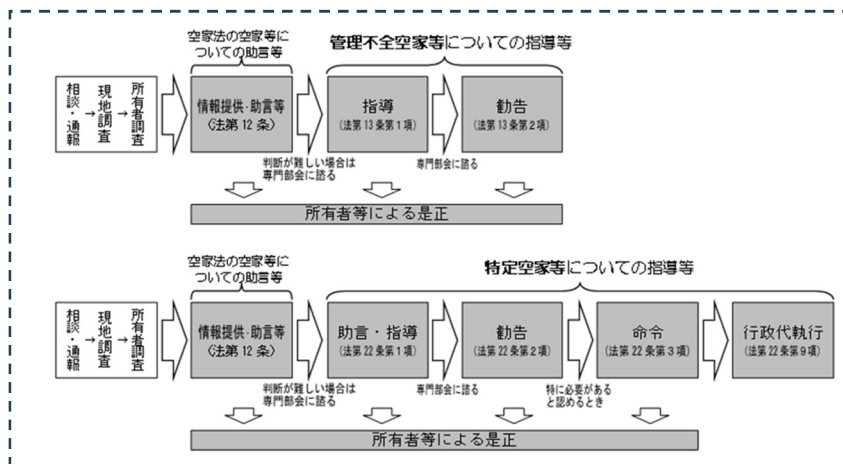 空家法の空家等に
ついての助言等
管理不全空家等についての指導等
相談・通報
→
現地調査
→
所有者調査
情報提供・助言等
（法第12条）
指導
（法第13条第1項）
勧告
（法第13条第2項）
判断が難しい場合は
専門部会に諮る
専門部会に諮る
所有者等による是正
空家法の空家等に
ついての助言等
特定空家等についての指導等
相談・通報
→
現地調査
→
所有者調査
情報提供・助言等
（法第12条）
助言・指導
（法第22条第1項）
勧告
（法第22条第2項）
命令
（法第22条第3項）
行政代執行
（法第22条第9項）
判断が難しい場合は
専門部会に諮る
専門部会に諮る
特に必要がある
と認めるとき
所有者等による是正